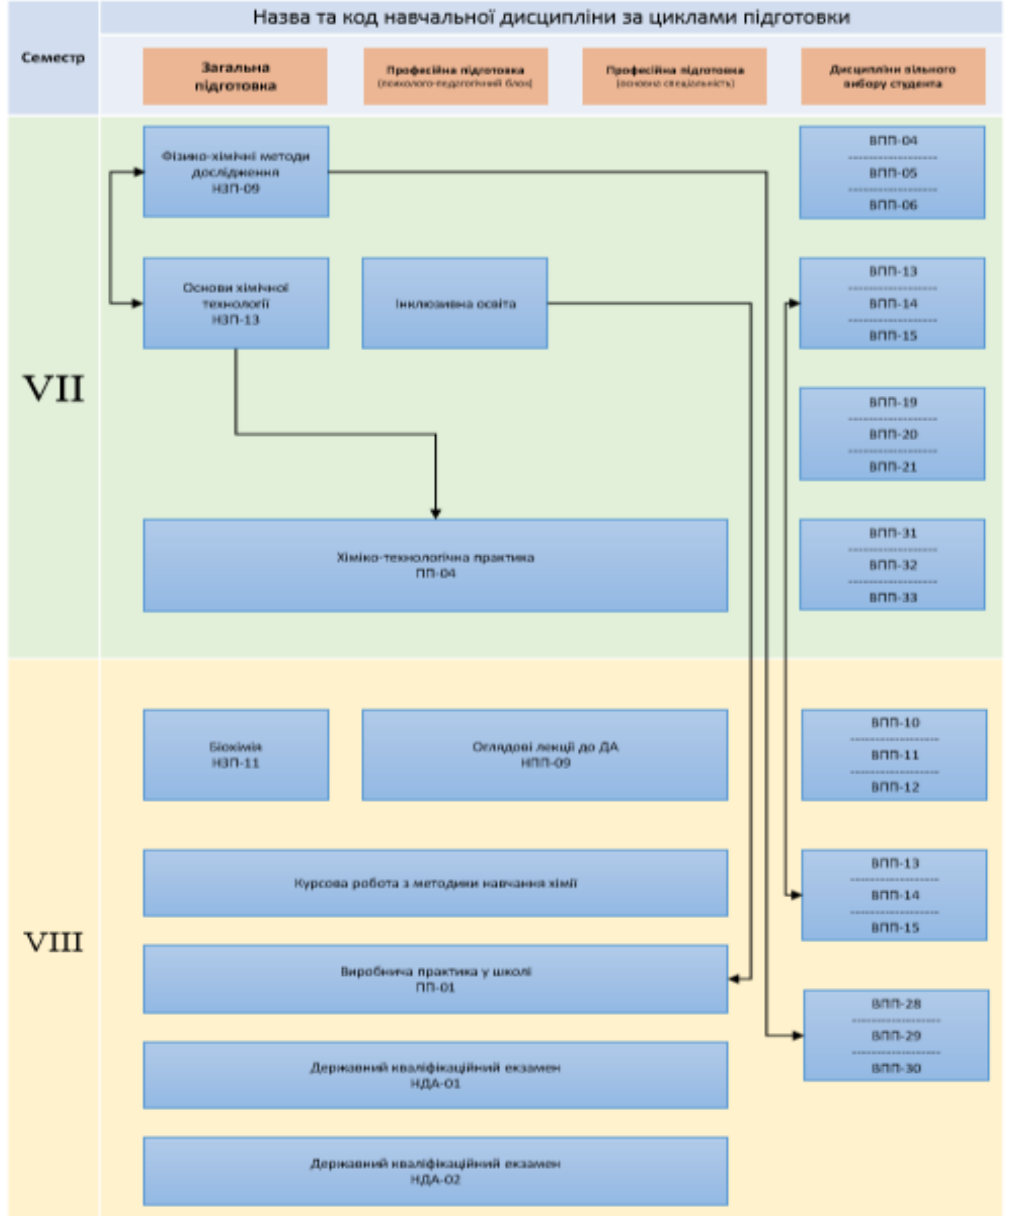 Назва та код навчальної дисципліни за циклами підготовки
Семестр
Загальна
підготовка
Професійна підготовка
(психолого-педагогічний блок)
Професійна підготовка
(основна спеціальність)
Дисципліни вільного
вибору студента
VII
Фізико-хімічні методи
дослідження
НЗП-09
ВПП-04
ВПП-05
ВПП-06
Основи хімічної
технології
НЗП-13
Інклюзивна освіта
ВПП-13
ВПП-14
ВПП-15
ВПП-19
ВПП-20
ВПП-21
Хіміко-технологічна практика
ПП-04
ВПП-31
ВПП-32
ВПП-33
VIII
Біохімія
НЗП-11
Оглядові лекції до ДА
НПП-09
ВПП-10
ВПП-11
ВПП-12
Курсова робота з методики навчання хімії
ВПП-13
ВПП-14
ВПП-15
Виробнича практика у школі
ПП-01
ВПП-28
ВПП-29
ВПП-30
Державний кваліфікаційний екзамен
НДА-01
Державний кваліфікаційний екзамен
НДА-02